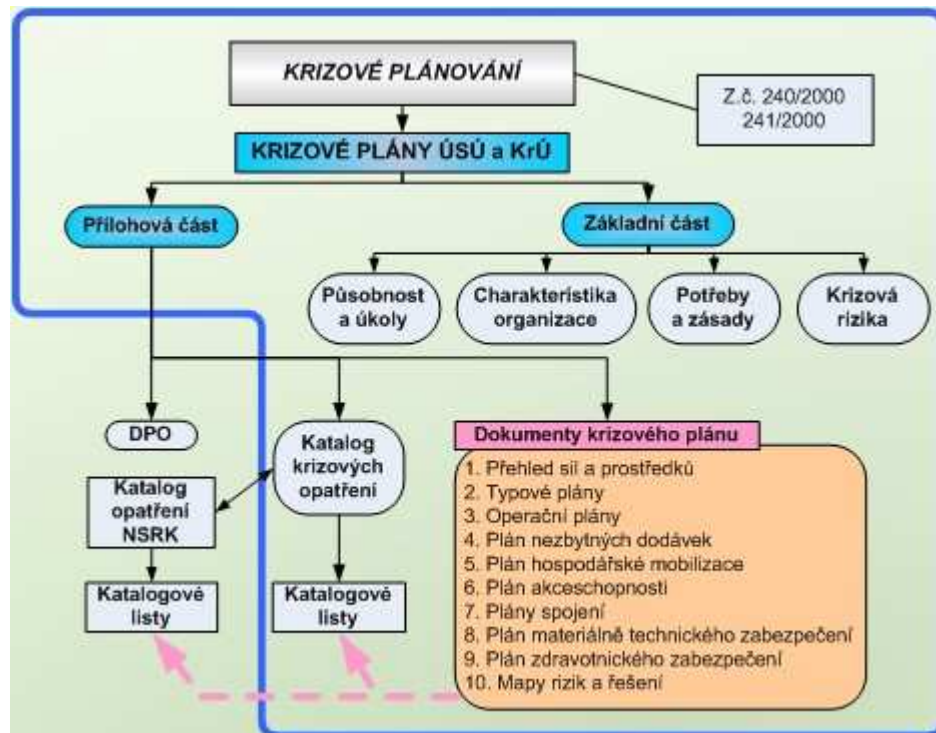 KRIZOVÉ PLÁNOVÁNÍ
Z.č. 240/2000
241/2000
KRIZOVÉ PLÁNY ÚSÚ a KrÚ
Přílohová část
Základní část
Působnost
a úkoly
Charakteristika
organizace
Potřeby
a zásady
Krizová
rizika
DPO
Katalog
opatření
NSRK
Katalogové
listy
Katalog
krizových
opatření
Katalogové
listy
Dokumenty krizového plánu
1. Přehled sil a prostředků
2. Typové plány
3. Operační plány
4. Plán nezbytných dodávek
5. Plán hospodářské mobilizace
6. Plán akceschopnosti
7. Plány spojení
8. Plán materiálně technického zabezpečení
9. Plán zdravotnického zabezpečení
10. Mapy rizik a řešení